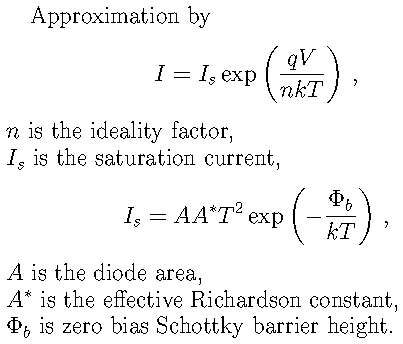 Approximation by
I = I_s exp ( qV / nkT ) ,
n is the ideality factor,
I_s is the saturation current,
I_s = AA*T² exp ( − Φ_b / kT ) ,
A is the diode area,
A* is the effective Richardson constant,
Φ_b is zero bias Schottky barrier height.